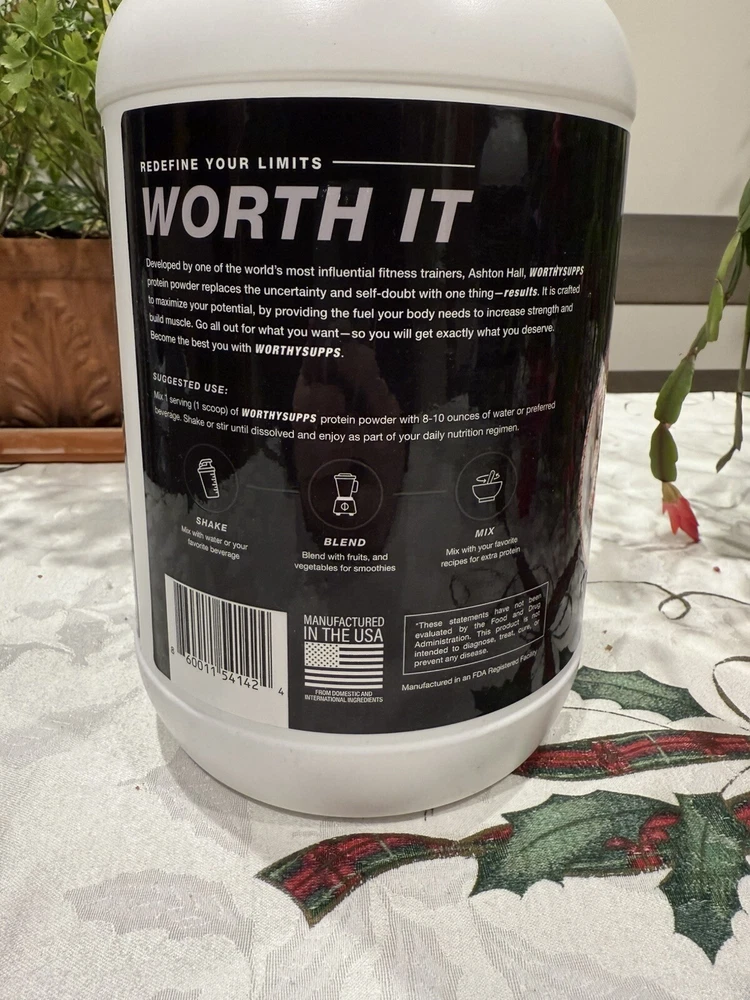 REDEFINE YOUR LIMITS
WORTH IT
Developed by one of the world's most influential fitness trainers, Ashton Hall, WORTHYSUPPS
protein powder replaces the uncertainty and self-doubt with one thing—results. It is crafted
to maximize your potential, by providing the fuel your body needs to increase strength and
build muscle. Go all out for what you want—so you will get exactly what you deserve.
Become the best you with WORTHYSUPPS.
SUGGESTED USE:
Mix 1 serving (1 scoop) of WORTHYSUPPS protein powder with 8-10 ounces of water or preferred
beverage. Shake or stir until dissolved and enjoy as part of your daily nutrition regimen.
SHAKE
Mix with water or your
favorite beverage
BLEND
Blend with fruits, and
vegetables for smoothies
MIX
Mix with your favorite
recipes for extra protein
8 60011 54142 4
MANUFACTURED
IN THE USA
FROM DOMESTIC AND
INTERNATIONAL INGREDIENTS
*These statements have not been
evaluated by the Food and Drug
Administration. This product is not
intended to diagnose, treat, cure, or
prevent any disease.
Manufactured in an FDA Registered Facility